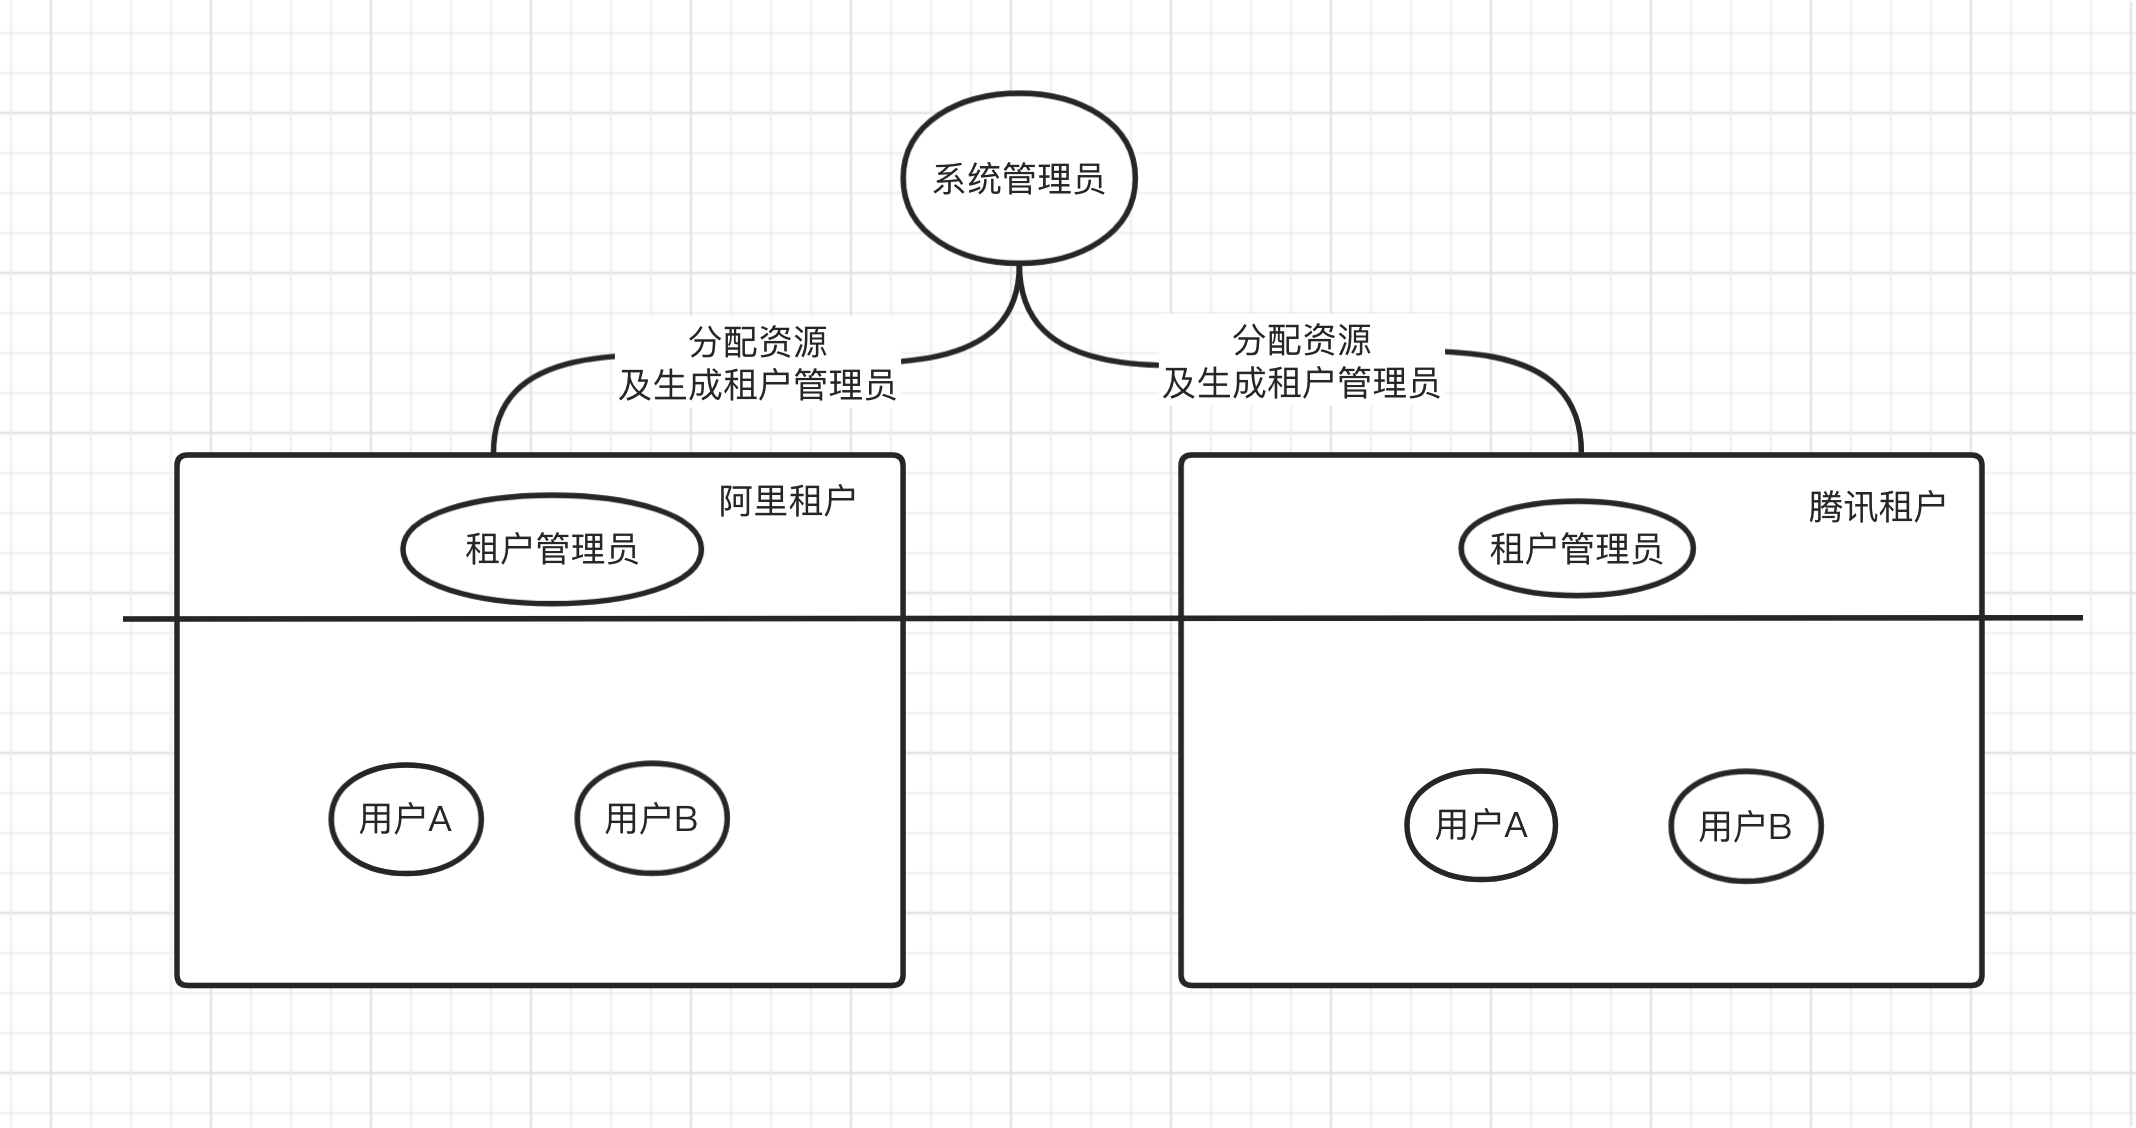 系统管理员
分配资源
及生成租户管理员
分配资源
及生成租户管理员
阿里租户
租户管理员
用户A
用户B
腾讯租户
租户管理员
用户A
用户B